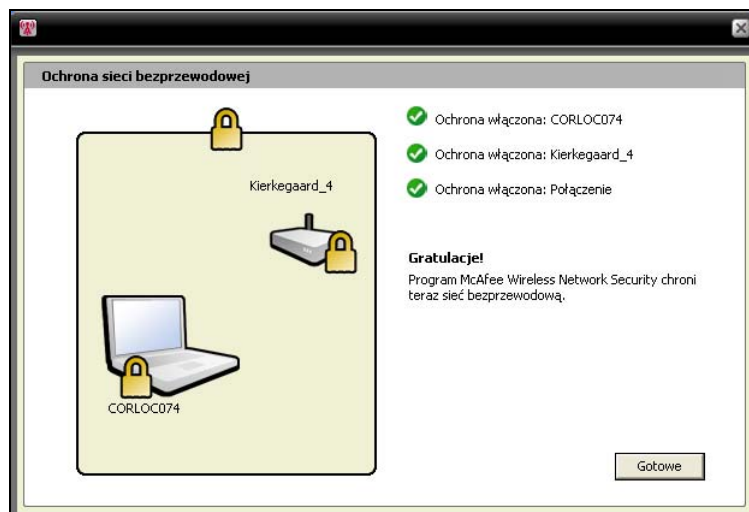 Ochrona sieci bezprzewodowej
Kierkegaard_4
CORLOC074
Ochrona włączona: CORLOC074
Ochrona włączona: Kierkegaard_4
Ochrona włączona: Połączenie
Gratulacje!
Program McAfee Wireless Network Security chroni
teraz sieć bezprzewodową.
Gotowe